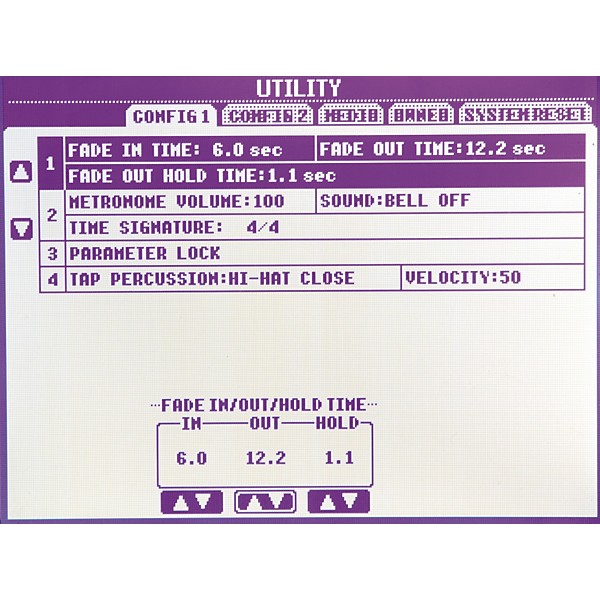 UTILITY
CONFIG 1 CONFIG 2 MEDIA OWNER SYSTEM RESET
1 FADE IN TIME: 6.0 sec FADE OUT TIME:12.2 sec
FADE OUT HOLD TIME:1.1 sec
2 METRONOME VOLUME:100 SOUND:BELL OFF
TIME SIGNATURE: 4/4
3 PARAMETER LOCK
4 TAP PERCUSSION:HI-HAT CLOSE VELOCITY:50
FADE IN/OUT/HOLD TIME
IN OUT HOLD
6.0 12.2 1.1